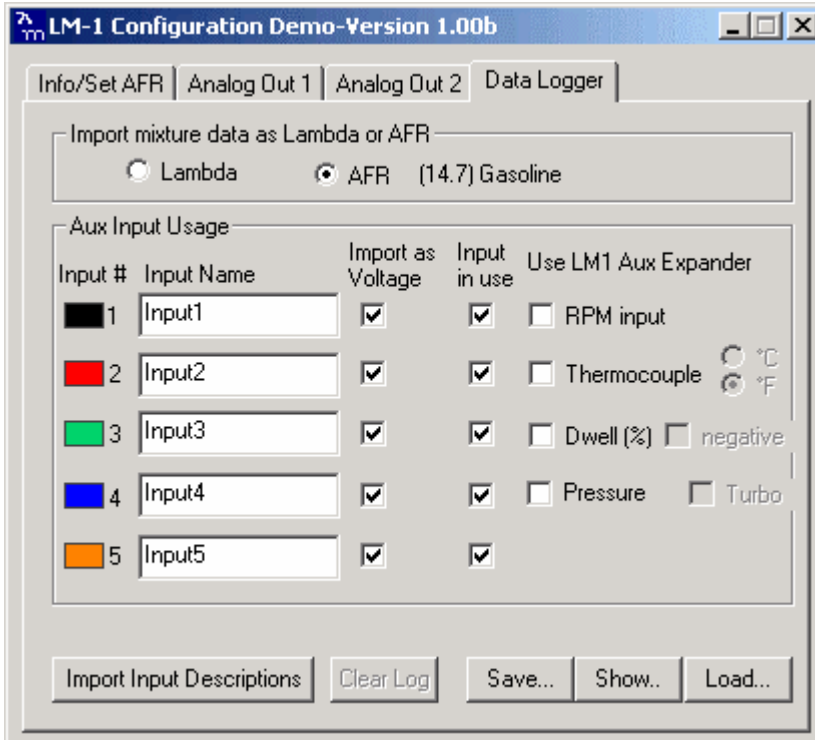 LM-1 Configuration Demo-Version 1.00b
Info/Set AFR Analog Out 1 Analog Out 2 Data Logger
Import mixture data as Lambda or AFR
Lambda AFR (14.7) Gasoline
Aux Input Usage
Input # Input Name Import as Voltage Input in use Use LM1 Aux Expander
1 Input1 RPM input
2 Input2 Thermocouple °C °F
3 Input3 Dwell (%) negative
4 Input4 Pressure Turbo
5 Input5
Import Input Descriptions Clear Log Save... Show.. Load...